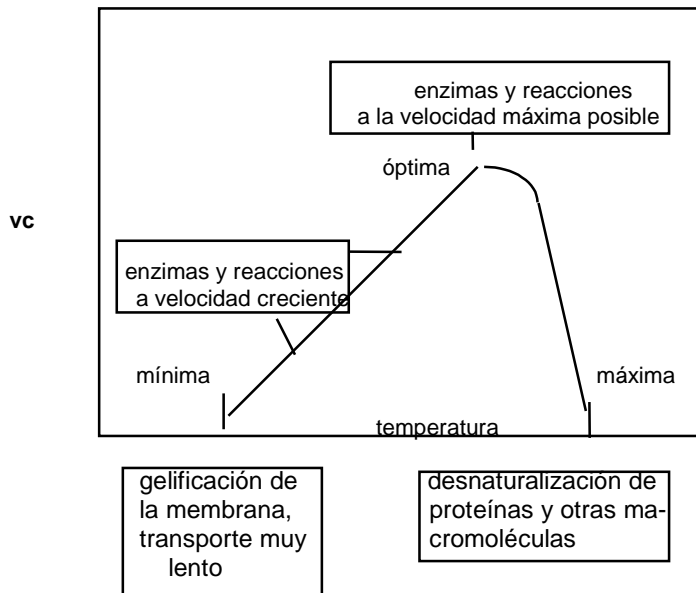 enzimas y reacciones
a la velocidad máxima posible
óptima
vc
enzimas y reacciones
a velocidad creciente
mínima
máxima
temperatura
gelificación de
la membrana,
transporte muy
lento
desnaturalización de
proteínas y otras ma-
cromoléculas